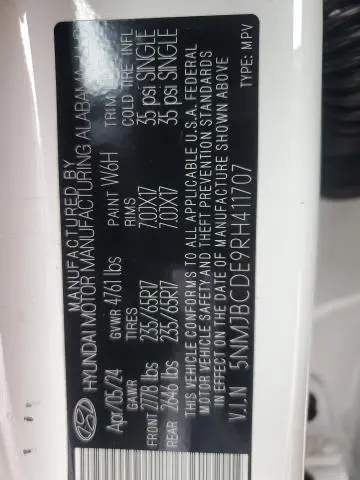 MANUFACTURED BY
HYUNDAI MOTOR MANUFACTURING ALABAMA, LLC
Apr/05/24 GVWR 4761 lbs PAINT W6H TRIM
GAWR TIRES RIMS COLD TIRE INFL
FRONT 2778 lbs 235/65R17 7.0JX17 35 psi SINGLE
REAR 2646 lbs 235/65R17 7.0JX17 35 psi SINGLE
THIS VEHICLE CONFORMS TO ALL APPLICABLE U.S.A. FEDERAL
MOTOR VEHICLE SAFETY AND THEFT PREVENTION STANDARDS
IN EFFECT ON THE DATE OF MANUFACTURE SHOWN ABOVE
V.I.N 5NMJBCDE9RH411707 TYPE: MPV